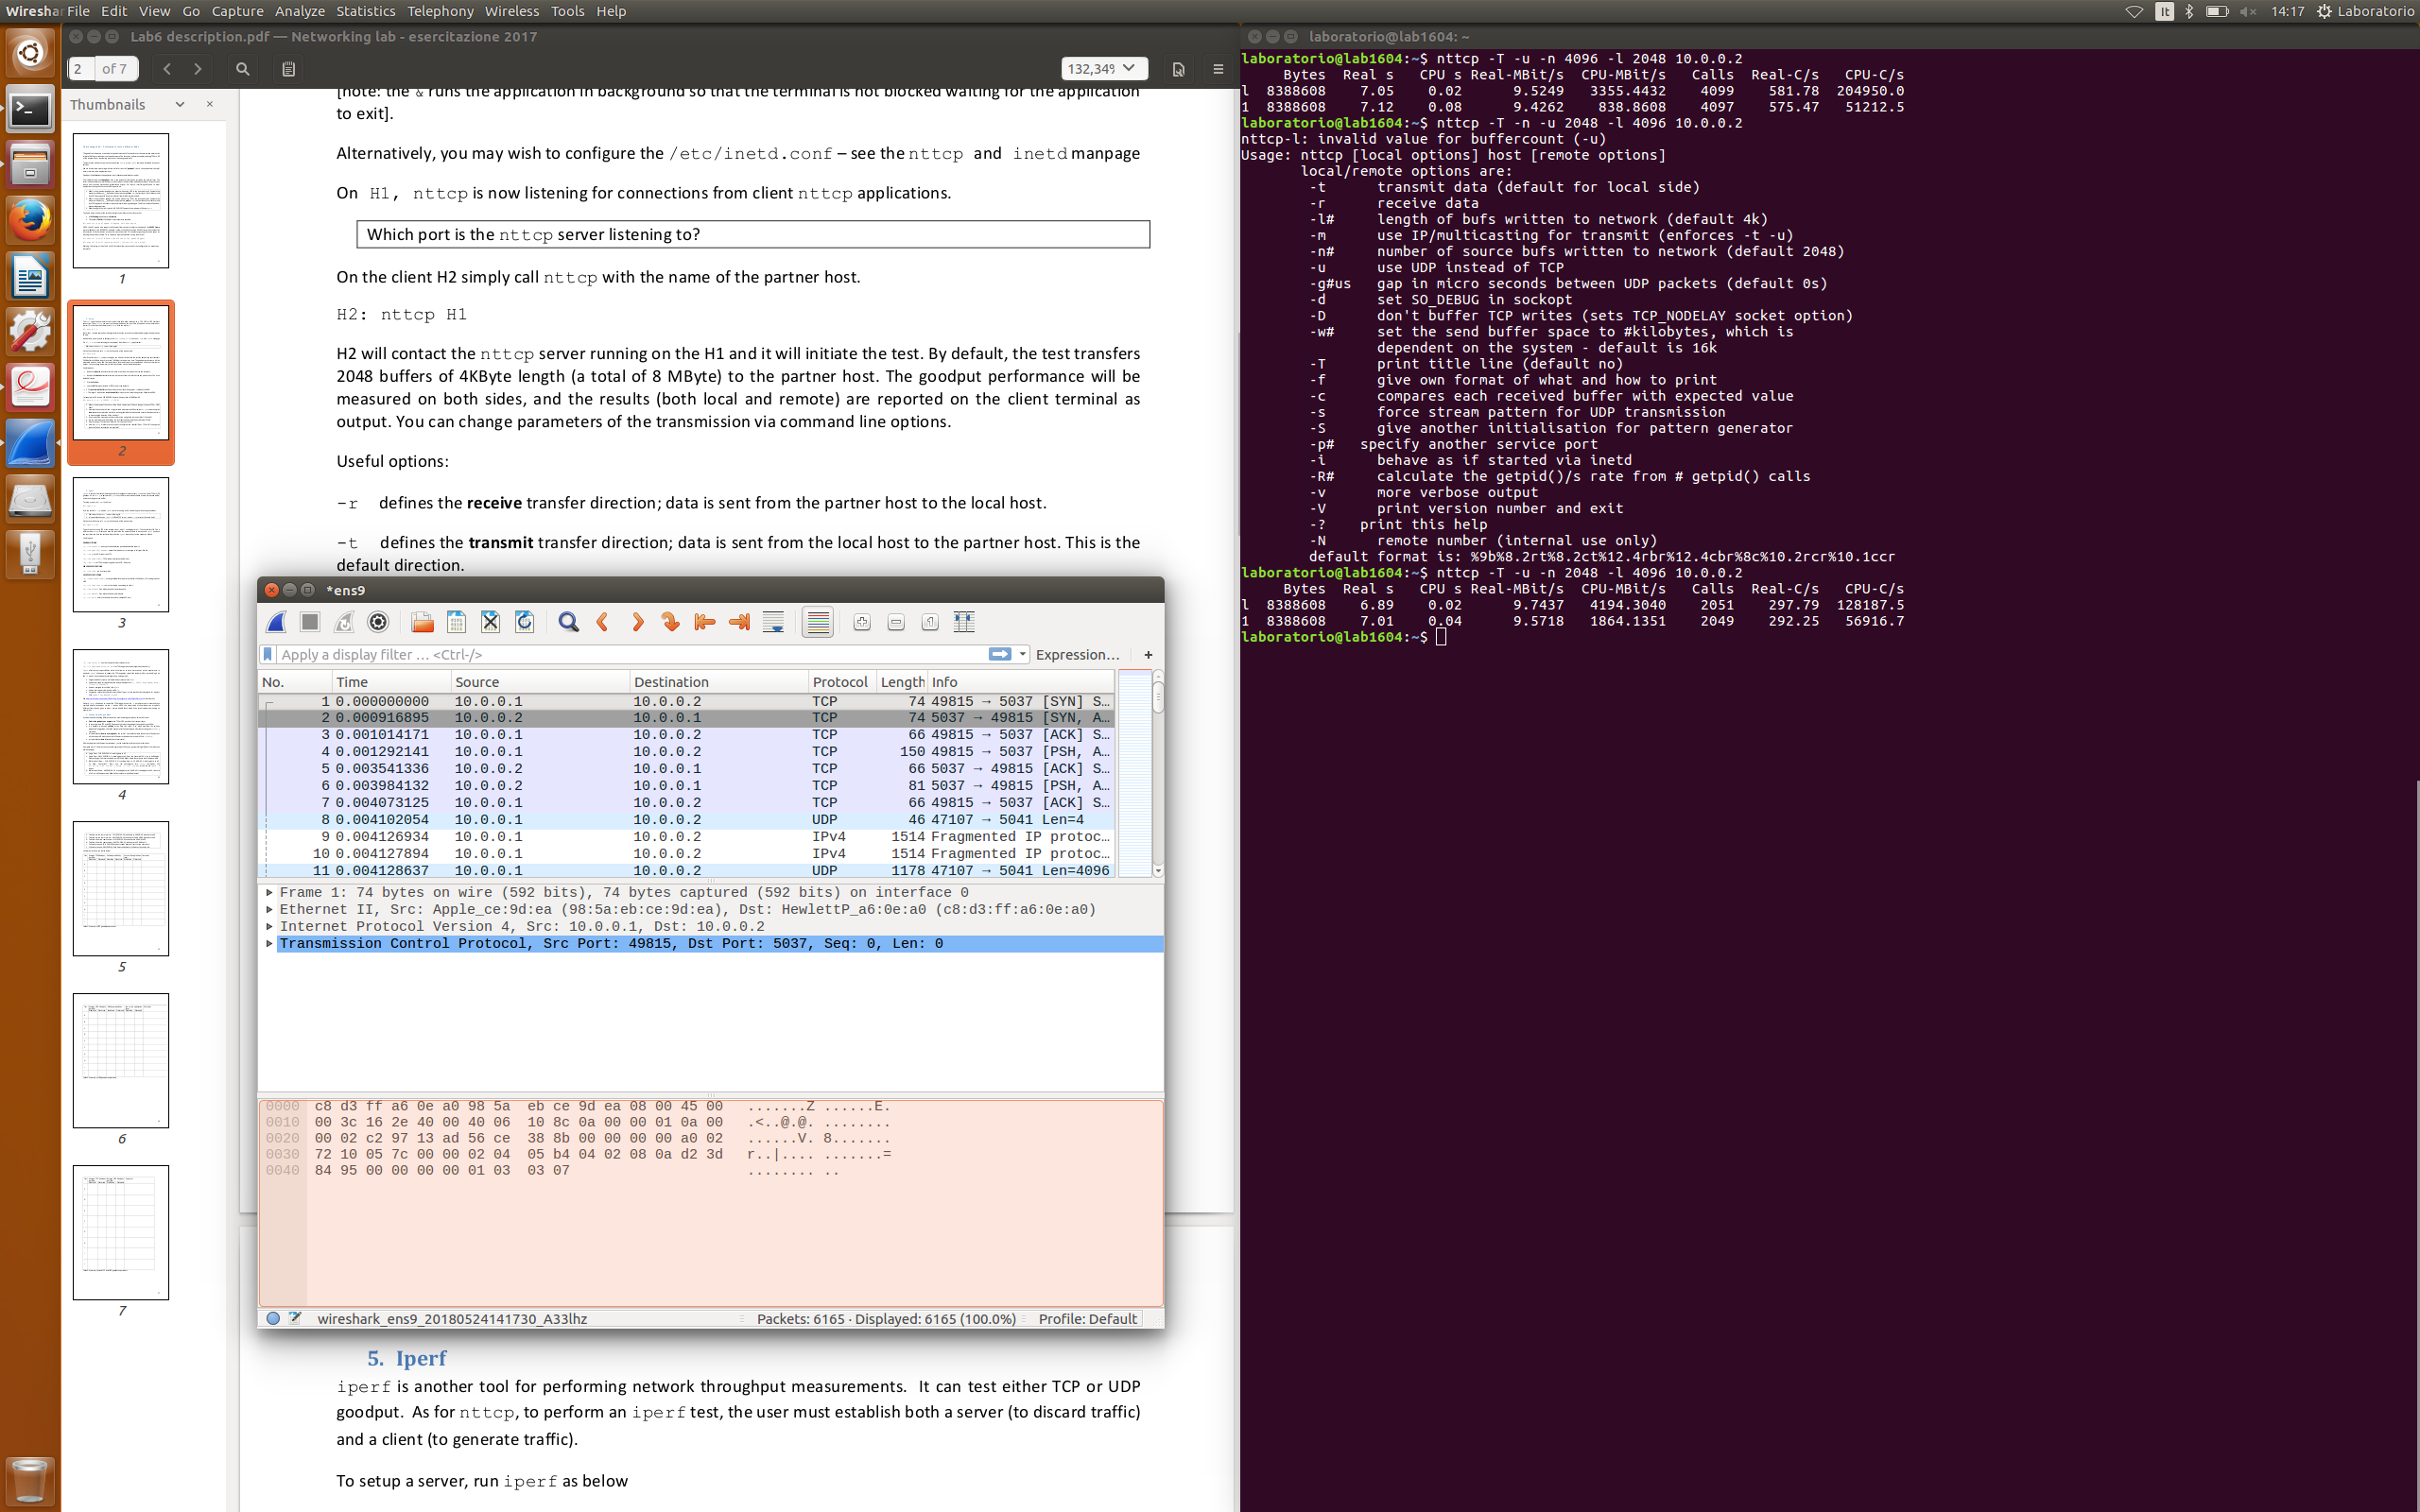 Wiresha File Edit View Go Capture Analyze Statistics Telephony Wireless Tools Help
It 14:17 Laboratorio
Lab6 description.pdf — Networking lab - esercitazione 2017
2 of 7
132,34%
Thumbnails
1
2
3
4
5
6
7
[note: the & runs the application in background so that the terminal is not blocked waiting for the application
to exit].
Alternatively, you may wish to configure the /etc/inetd.conf – see the nttcp and inetd manpage
On H1, nttcp is now listening for connections from client nttcp applications.
Which port is the nttcp server listening to?
On the client H2 simply call nttcp with the name of the partner host.
H2: nttcp H1
H2 will contact the nttcp server running on the H1 and it will initiate the test. By default, the test transfers
2048 buffers of 4KByte length (a total of 8 MByte) to the partner host. The goodput performance will be
measured on both sides, and the results (both local and remote) are reported on the client terminal as
output. You can change parameters of the transmission via command line options.
Useful options:
-r defines the receive transfer direction; data is sent from the partner host to the local host.
-t defines the transmit transfer direction; data is sent from the local host to the partner host. This is the
default direction.
*ens9
Apply a display filter … <Ctrl-/>
Expression…
+
No. Time Source Destination Protocol Length Info
1 0.000000000 10.0.0.1 10.0.0.2 TCP 74 49815 → 5037 [SYN] S…
2 0.000916895 10.0.0.2 10.0.0.1 TCP 74 5037 → 49815 [SYN, A…
3 0.001014171 10.0.0.1 10.0.0.2 TCP 66 49815 → 5037 [ACK] S…
4 0.001292141 10.0.0.1 10.0.0.2 TCP 150 49815 → 5037 [PSH, A…
5 0.003541336 10.0.0.2 10.0.0.1 TCP 66 5037 → 49815 [ACK] S…
6 0.003984132 10.0.0.2 10.0.0.1 TCP 81 5037 → 49815 [PSH, A…
7 0.004073125 10.0.0.1 10.0.0.2 TCP 66 49815 → 5037 [ACK] S…
8 0.004102054 10.0.0.1 10.0.0.2 UDP 46 47107 → 5041 Len=4
9 0.004126934 10.0.0.1 10.0.0.2 IPv4 1514 Fragmented IP protoc…
10 0.004127894 10.0.0.1 10.0.0.2 IPv4 1514 Fragmented IP protoc…
11 0.004128637 10.0.0.1 10.0.0.2 UDP 1178 47107 → 5041 Len=4096
Frame 1: 74 bytes on wire (592 bits), 74 bytes captured (592 bits) on interface 0
Ethernet II, Src: Apple_ce:9d:ea (98:5a:eb:ce:9d:ea), Dst: HewlettP_a6:0e:a0 (c8:d3:ff:a6:0e:a0)
Internet Protocol Version 4, Src: 10.0.0.1, Dst: 10.0.0.2
Transmission Control Protocol, Src Port: 49815, Dst Port: 5037, Seq: 0, Len: 0
0000 c8 d3 ff a6 0e a0 98 5a eb ce 9d ea 08 00 45 00 .......Z ......E.
0010 00 3c 16 2e 40 00 40 06 10 8c 0a 00 00 01 0a 00 .<..@.@. ........
0020 00 02 c2 97 13 ad 56 ce 38 8b 00 00 00 00 a0 02 ......V. 8.......
0030 72 10 05 7c 00 00 02 04 05 b4 04 02 08 0a d2 3d r..|.... .......=
0040 84 95 00 00 00 00 01 03 03 07 ........ ..
wireshark_ens9_20180524141730_A33lhz
Packets: 6165 · Displayed: 6165 (100.0%)
Profile: Default
5. Iperf
iperf is another tool for performing network throughput measurements. It can test either TCP or UDP
goodput. As for nttcp, to perform an iperf test, the user must establish both a server (to discard traffic)
and a client (to generate traffic).
To setup a server, run iperf as below
laboratorio@lab1604: ~
laboratorio@lab1604:~$ nttcp -T -u -n 4096 -l 2048 10.0.0.2
Bytes Real s CPU s Real-MBit/s CPU-MBit/s Calls Real-C/s CPU-C/s
l 8388608 7.05 0.02 9.5249 3355.4432 4099 581.78 204950.0
1 8388608 7.12 0.08 9.4262 838.8608 4097 575.47 51212.5
laboratorio@lab1604:~$ nttcp -T -n -u 2048 -l 4096 10.0.0.2
nttcp-l: invalid value for buffercount (-u)
Usage: nttcp [local options] host [remote options]
local/remote options are:
-t transmit data (default for local side)
-r receive data
-l# length of bufs written to network (default 4k)
-m use IP/multicasting for transmit (enforces -t -u)
-n# number of source bufs written to network (default 2048)
-u use UDP instead of TCP
-g#us gap in micro seconds between UDP packets (default 0s)
-d set SO_DEBUG in sockopt
-D don't buffer TCP writes (sets TCP_NODELAY socket option)
-w# set the send buffer space to #kilobytes, which is
dependent on the system - default is 16k
-T print title line (default no)
-f give own format of what and how to print
-c compares each received buffer with expected value
-s force stream pattern for UDP transmission
-S give another initialisation for pattern generator
-p# specify another service port
-i behave as if started via inetd
-R# calculate the getpid()/s rate from # getpid() calls
-v more verbose output
-V print version number and exit
-? print this help
-N remote number (internal use only)
default format is: %9b%8.2rt%8.2ct%12.4rbr%12.4cbr%8c%10.2rcr%10.1ccr
laboratorio@lab1604:~$ nttcp -T -u -n 2048 -l 4096 10.0.0.2
Bytes Real s CPU s Real-MBit/s CPU-MBit/s Calls Real-C/s CPU-C/s
l 8388608 6.89 0.02 9.7437 4194.3040 2051 297.79 128187.5
1 8388608 7.01 0.04 9.5718 1864.1351 2049 292.25 56916.7
laboratorio@lab1604:~$